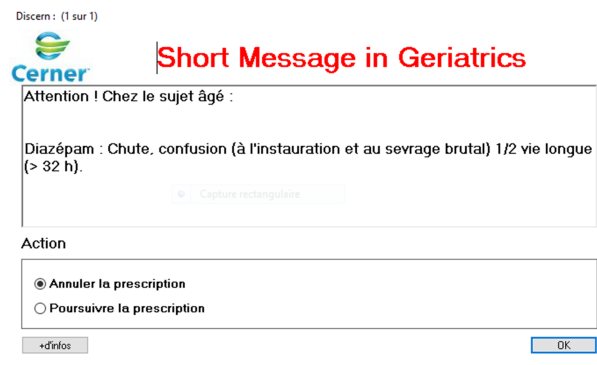 Discern : (1 sur 1)
Cerner
Short Message in Geriatrics
Attention ! Chez le sujet âgé :
Diazépam : Chute, confusion (à l'instauration et au sevrage brutal) 1/2 vie longue
(> 32 h).
Capture rectangulaire
Action
Annuler la prescription
Poursuivre la prescription
+d'infos
OK